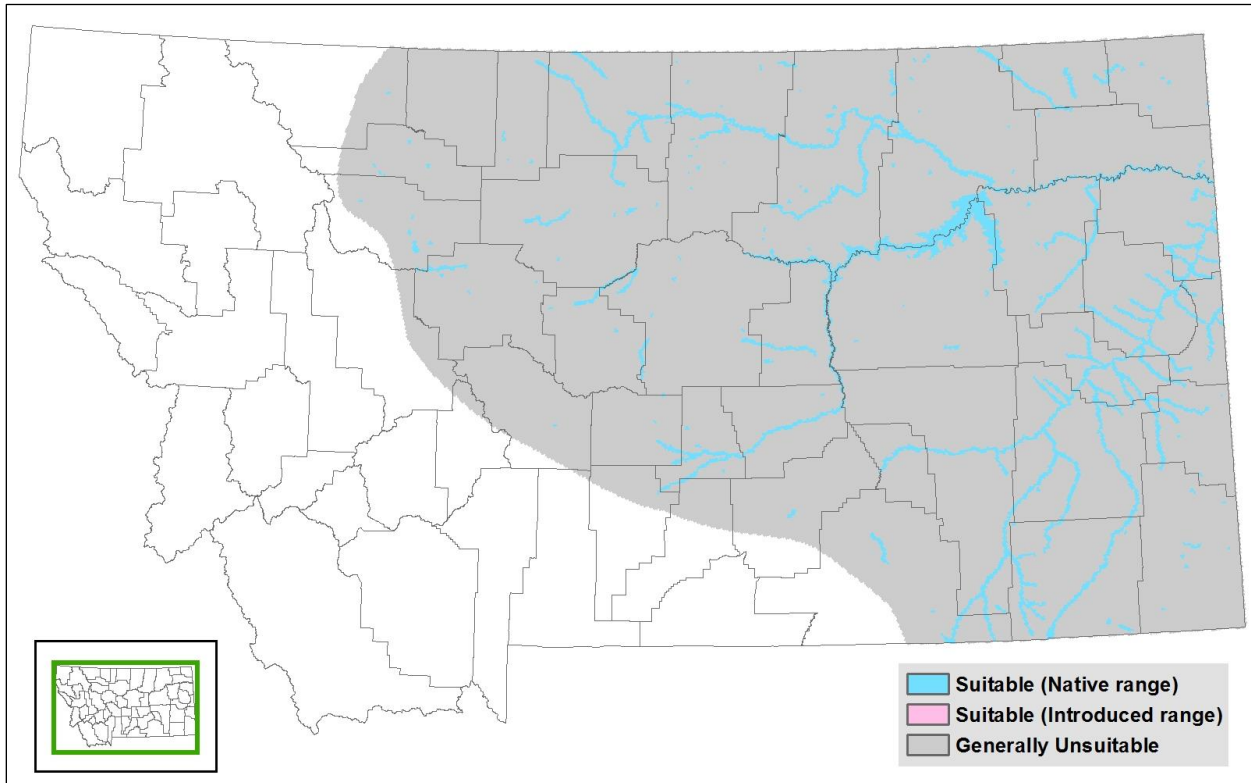 Suitable (Native range)
Suitable (Introduced range)
Generally Unsuitable